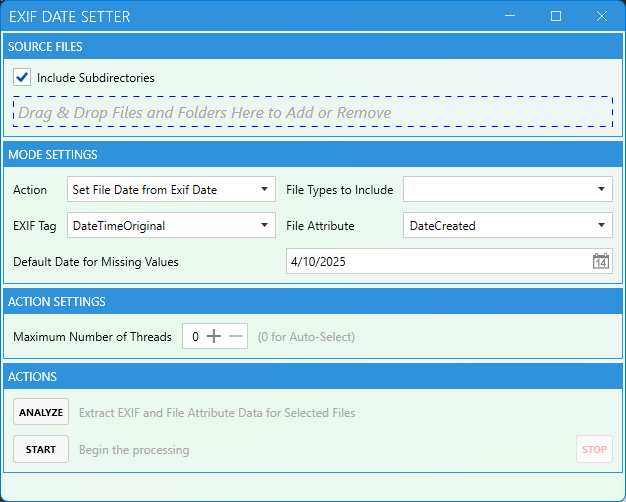 EXIF DATE SETTER
SOURCE FILES
Include Subdirectories
Drag & Drop Files and Folders Here to Add or Remove
MODE SETTINGS
Action Set File Date from Exif Date File Types to Include
EXIF Tag DateTimeOriginal File Attribute DateCreated
Default Date for Missing Values 4/10/2025 14
ACTION SETTINGS
Maximum Number of Threads 0 (0 for Auto-Select)
ACTIONS
ANALYZE Extract EXIF and File Attribute Data for Selected Files
START Begin the processing STOP